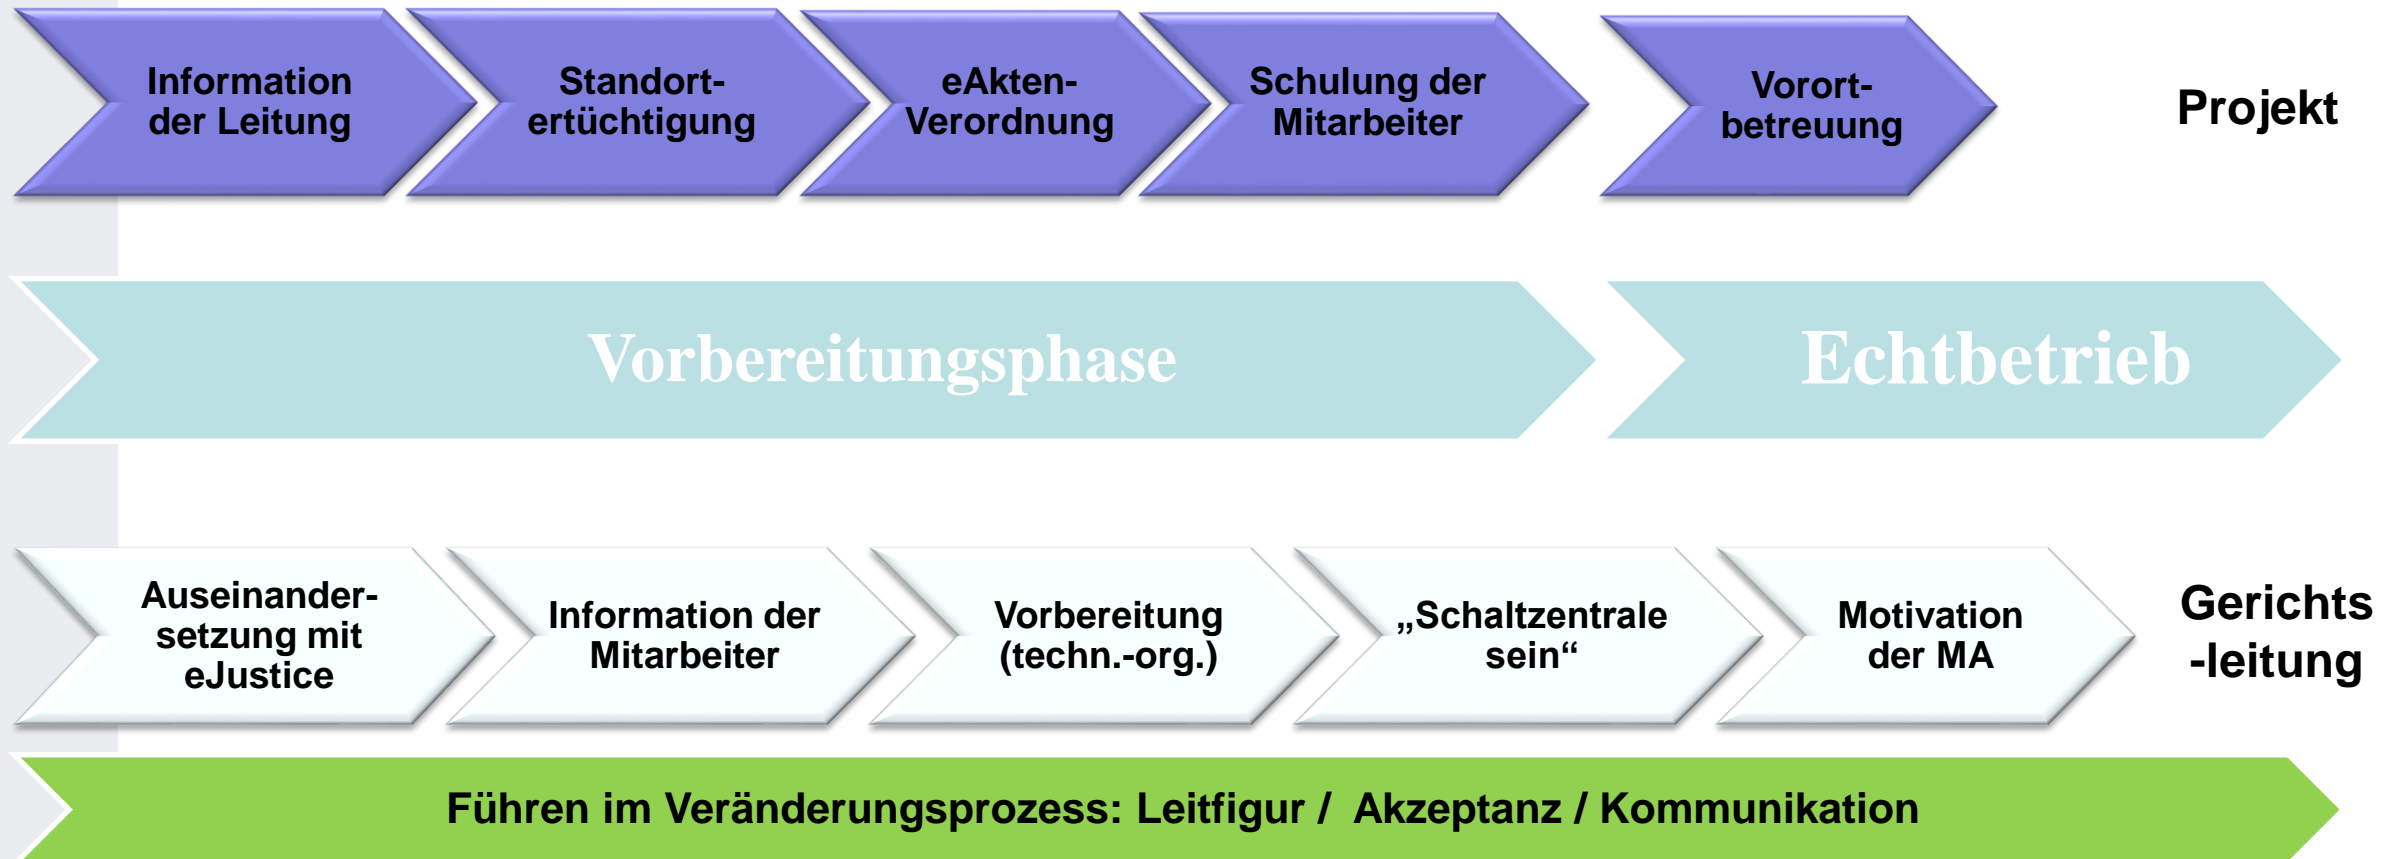 Information
der Leitung
Standort-
ertüchtigung
eAkten-
Verordnung
Schulung der
Mitarbeiter
Vorort-
betreuung
Projekt
Vorbereitungsphase
Echtbetrieb
Auseinander-
setzung mit
eJustice
Information der
Mitarbeiter
Vorbereitung
(techn.-org.)
„Schaltzentrale
sein“
Motivation
der MA
Gerichts
-leitung
Führen im Veränderungsprozess: Leitfigur / Akzeptanz / Kommunikation